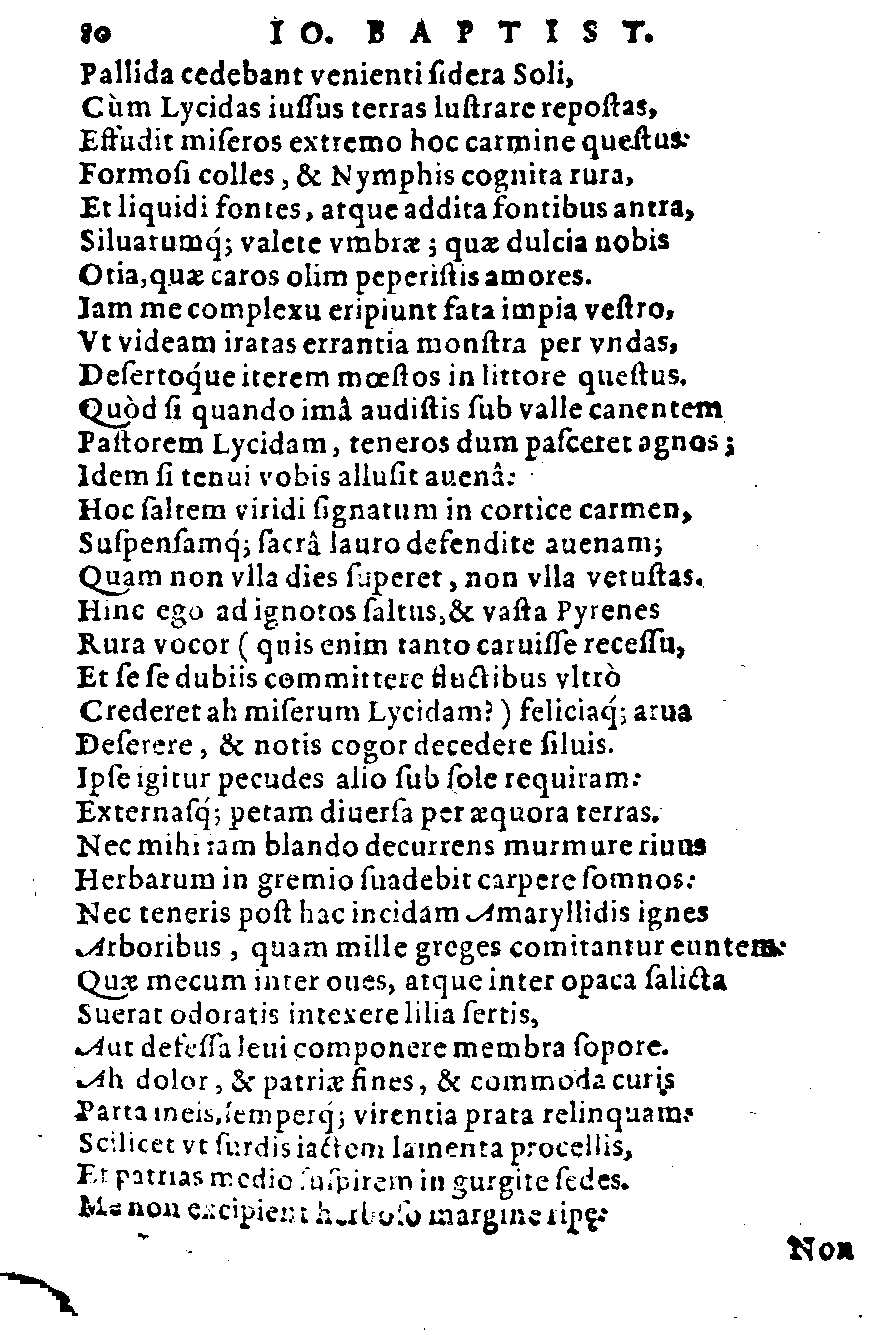 80 IO. BAPTIST.
Pallida cedebant venienti ſidera Soli,
Cùm Lycidas iuſſus terras luſtrare repoſtas,
Effudit miſeros extremo hoc carmine queſtus:
Formoſi colles, & Nymphis cognita rura,
Et liquidi fontes, atque addita fontibus antra,
Siluarumq́; valete vmbræ; quæ dulcia nobis
Otia, quæ caros olim peperiſtis amores.
Iam me complexu eripiunt fata impia veſtro,
Vt videam iratas errantia monſtra per vndas,
Deſertoq́ue iterem mœſtos in littore queſtus.
Quòd ſi quando imâ audiſtis ſub valle canentem
Paſtorem Lycidam, teneros dum paſceret agnos;
Idem ſi tenui vobis alluſit auenâ:
Hoc ſaltem viridi ſignatum in cortice carmen,
Suſpenſamq́; ſacrâ lauro defendite auenam;
Quam non vlla dies ſuperet, non vlla vetuſtas.
Hinc ego ad ignotos ſaltus, & vaſta Pyrenes
Rura vocor ( quis enim tanto caruiſſe receſſu,
Et ſe ſe dubiis committere fluctibus vltrò
Crederet ah miſerum Lycidam? ) feliciaq́; arua
Deſerere, & notis cogor decedere ſiluis.
Ipſe igitur pecudes alio ſub ſole requiram:
Externaſq́; petam diuerſa per æquora terras.
Nec mihi iam blando decurrens murmure riuus
Herbarum in gremio ſuadebit carpere ſomnos:
Nec teneris poſt hac incidam Amaryllidis ignes
Arboribus, quam mille greges comitantur euntem:
Quæ mecum inter oues, atque inter opaca ſalicta
Suerat odoratis intexere lilia ſertis,
Aut defeſſa leui componere membra ſopore.
Ah dolor, & patriæ fines, & commoda curis
Parta meis, ſemperq́; virentia prata relinquam:
Scilicet vt ſurdis iactem lamenta procellis,
Et patrias medio ſuſpirem in gurgite ſedes.
Me non excipient herboſo margine ripę:
Non